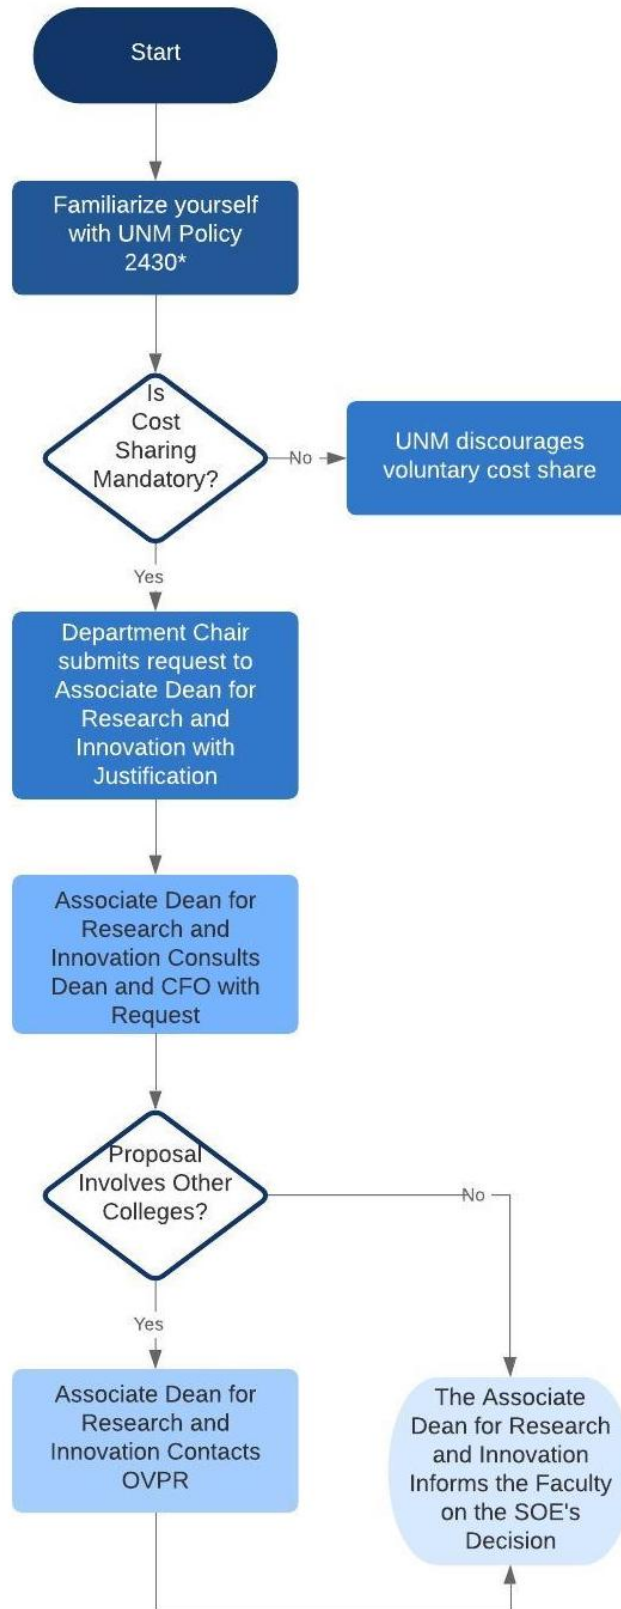 Start
Familiarize yourself
with UNM Policy
2430*
Is
Cost
Sharing
Mandatory?
No
UNM discourages
voluntary cost share
Yes
Department Chair
submits request to
Associate Dean for
Research and
Innovation with
Justification
Associate Dean for
Research and
Innovation Consults
Dean and CFO with
Request
Proposal
Involves Other
Colleges?
No
Yes
Associate Dean for
Research and
Innovation Contacts
OVPR
The Associate
Dean for Research
and Innovation
Informs the Faculty
on the SOE's
Decision